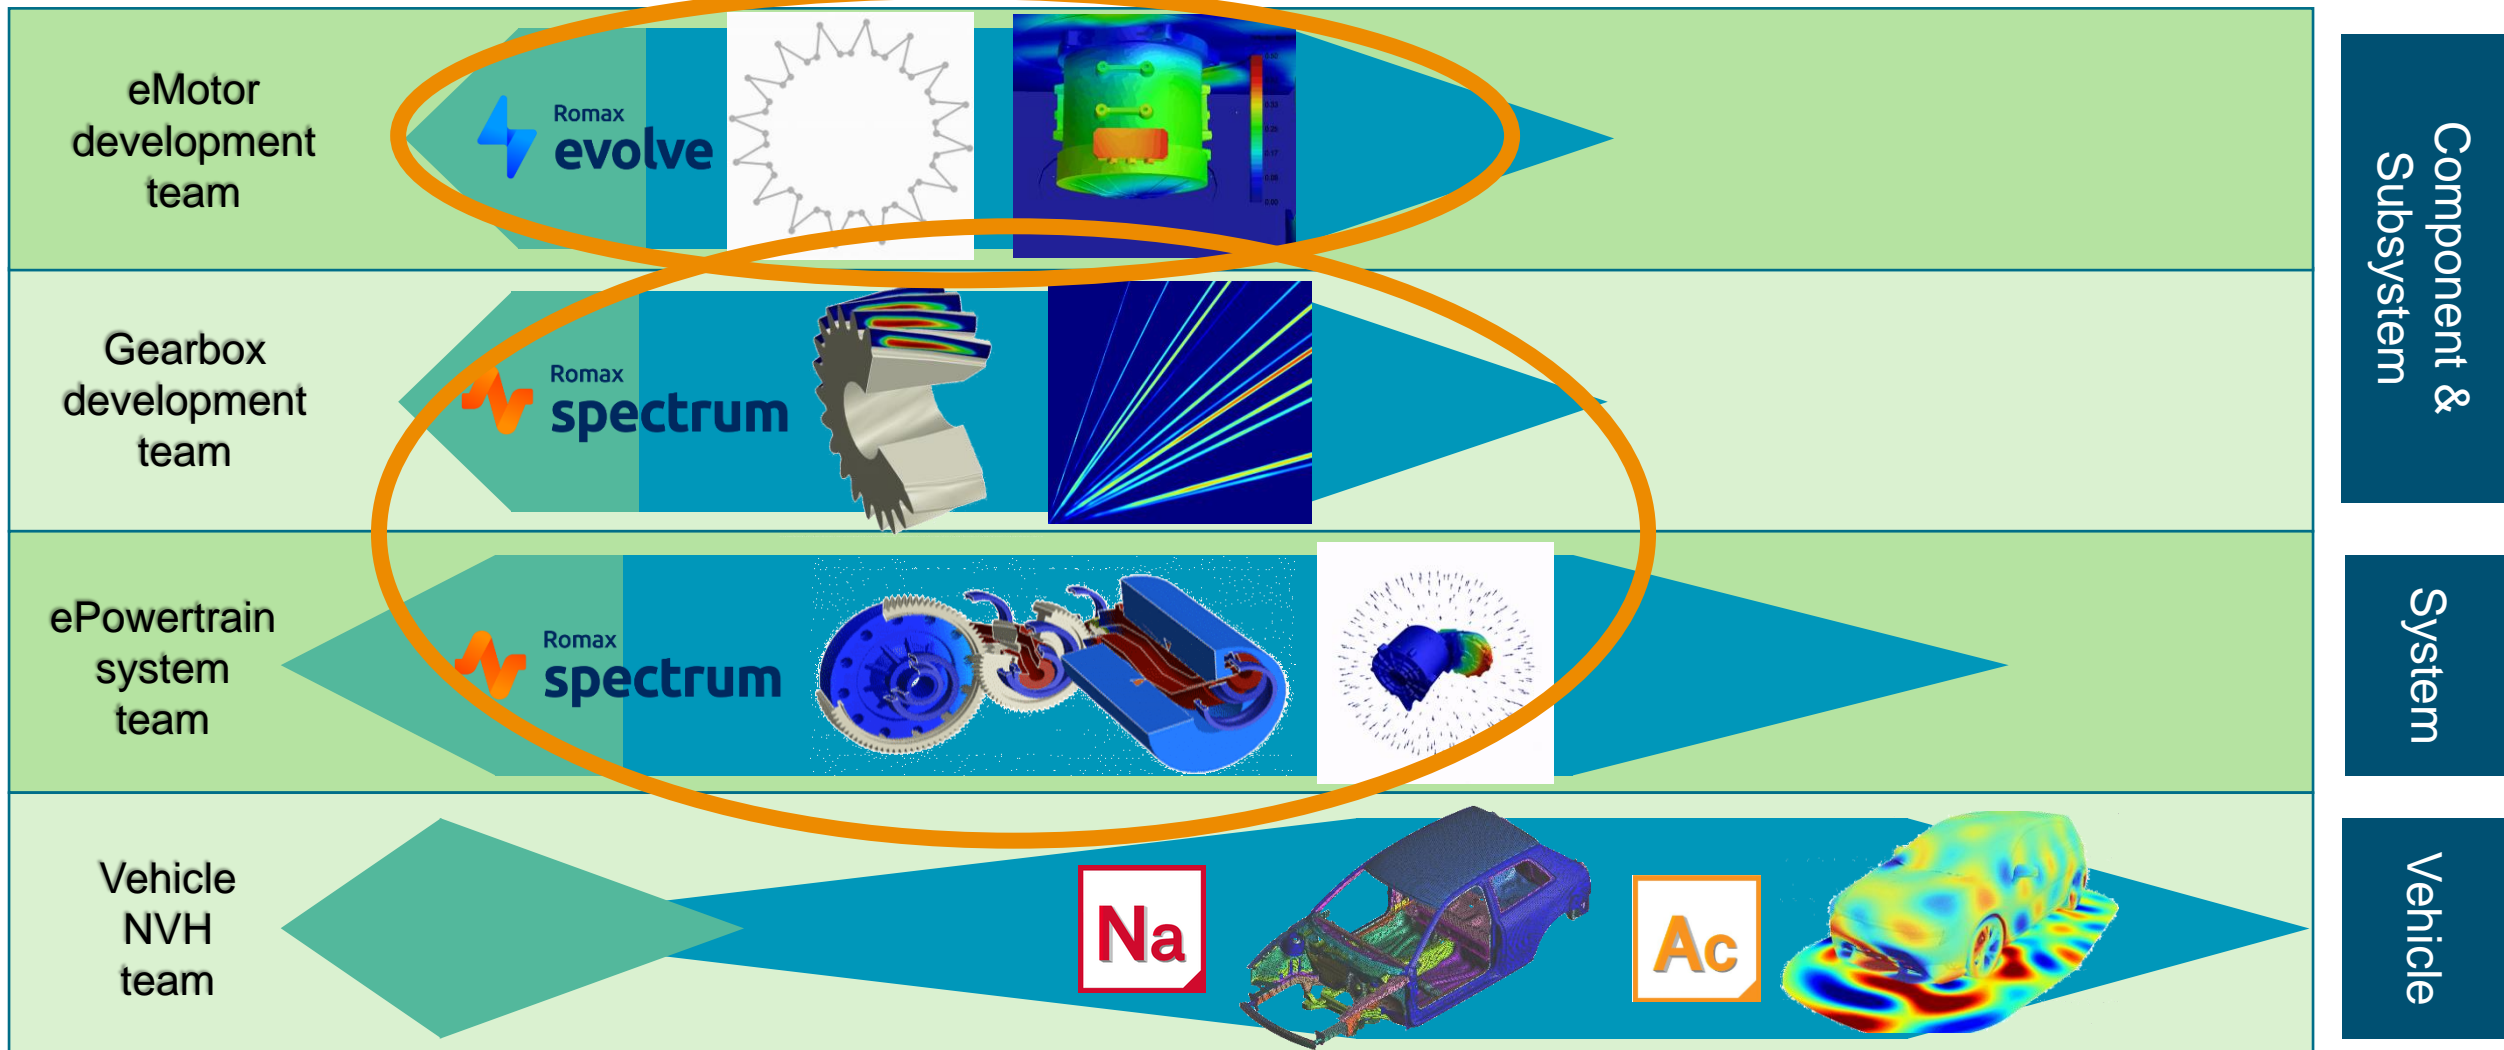 eMotor
development
team
Romax
evolve
Component &
Subsystem
Gearbox
development
team
Romax
spectrum
ePowertrain
system
team
Romax
spectrum
System
Vehicle
NVH
team
Na
Ac
Vehicle